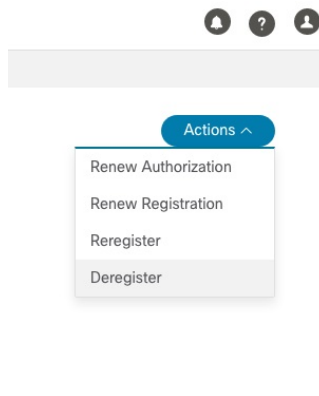 Actions
Renew Authorization
Renew Registration
Reregister
Deregister